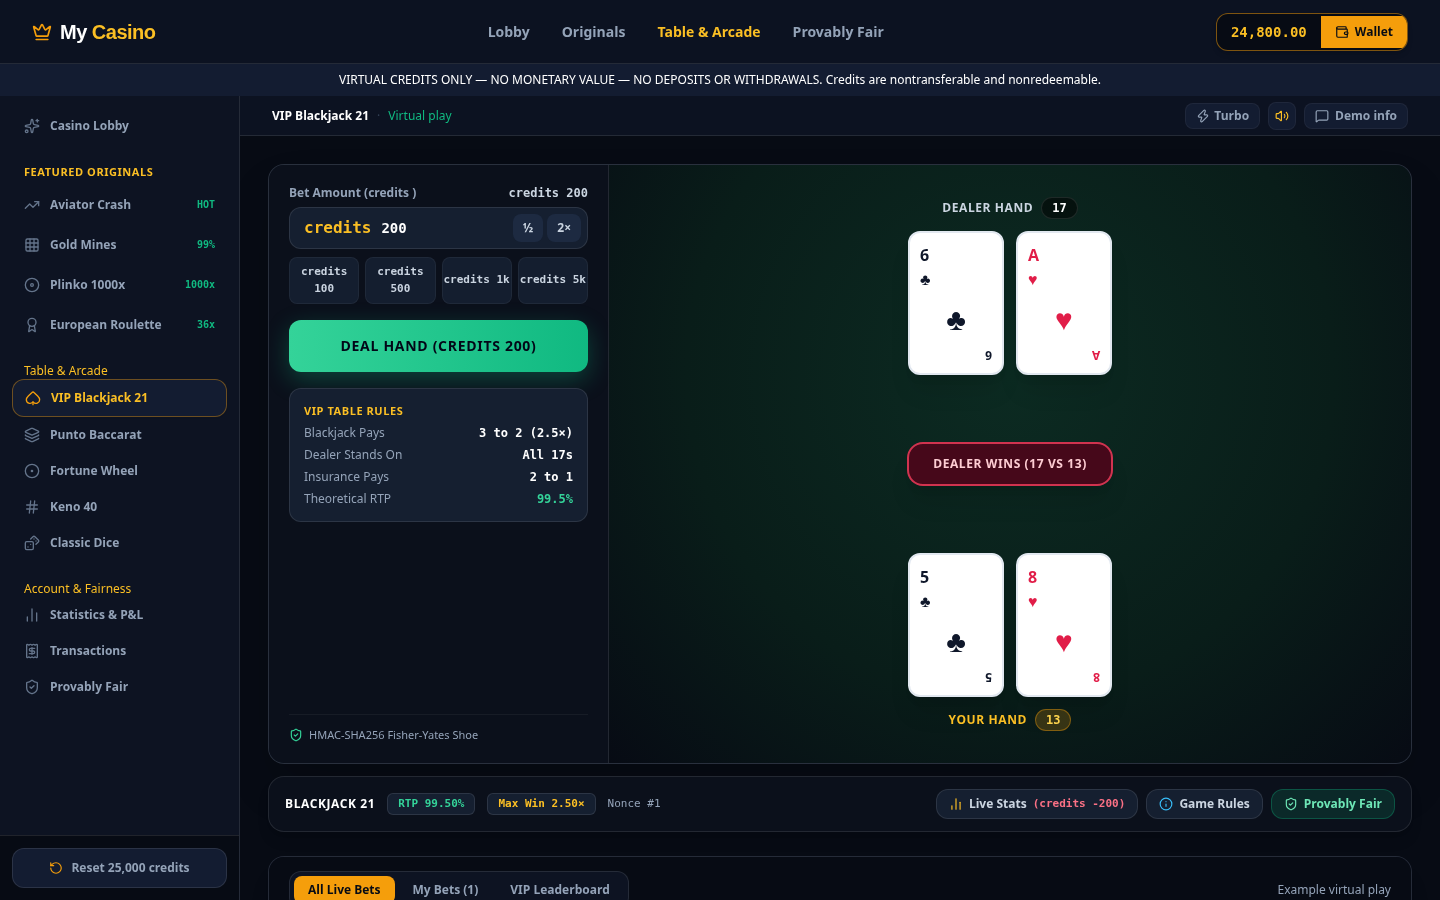 My Casino
Lobby
Originals
Table & Arcade
Provably Fair
24,800.00
Wallet
VIRTUAL CREDITS ONLY — NO MONETARY VALUE — NO DEPOSITS OR WITHDRAWALS. Credits are nontransferable and nonredeemable.
Casino Lobby
FEATURED ORIGINALS
Aviator Crash HOT
Gold Mines 99%
Plinko 1000x 1000x
European Roulette 36x
Table & Arcade
VIP Blackjack 21
Punto Baccarat
Fortune Wheel
Keno 40
Classic Dice
Account & Fairness
Statistics & P&L
Transactions
Provably Fair
Reset 25,000 credits
VIP Blackjack 21 · Virtual play
Turbo
Demo info
Bet Amount (credits ) credits 200
credits 200 ½ 2×
credits 100
credits 500
credits 1k
credits 5k
DEAL HAND (CREDITS 200)
VIP TABLE RULES
Blackjack Pays 3 to 2 (2.5×)
Dealer Stands On All 17s
Insurance Pays 2 to 1
Theoretical RTP 99.5%
HMAC-SHA256 Fisher-Yates Shoe
DEALER HAND 17
6 ♣ ♣ 6
A ♥ ♥ A
DEALER WINS (17 VS 13)
5 ♣ ♣ 5
8 ♥ ♥ 8
YOUR HAND 13
BLACKJACK 21
RTP 99.50%
Max Win 2.50×
Nonce #1
Live Stats (credits -200)
Game Rules
Provably Fair
All Live Bets
My Bets (1)
VIP Leaderboard
Example virtual play